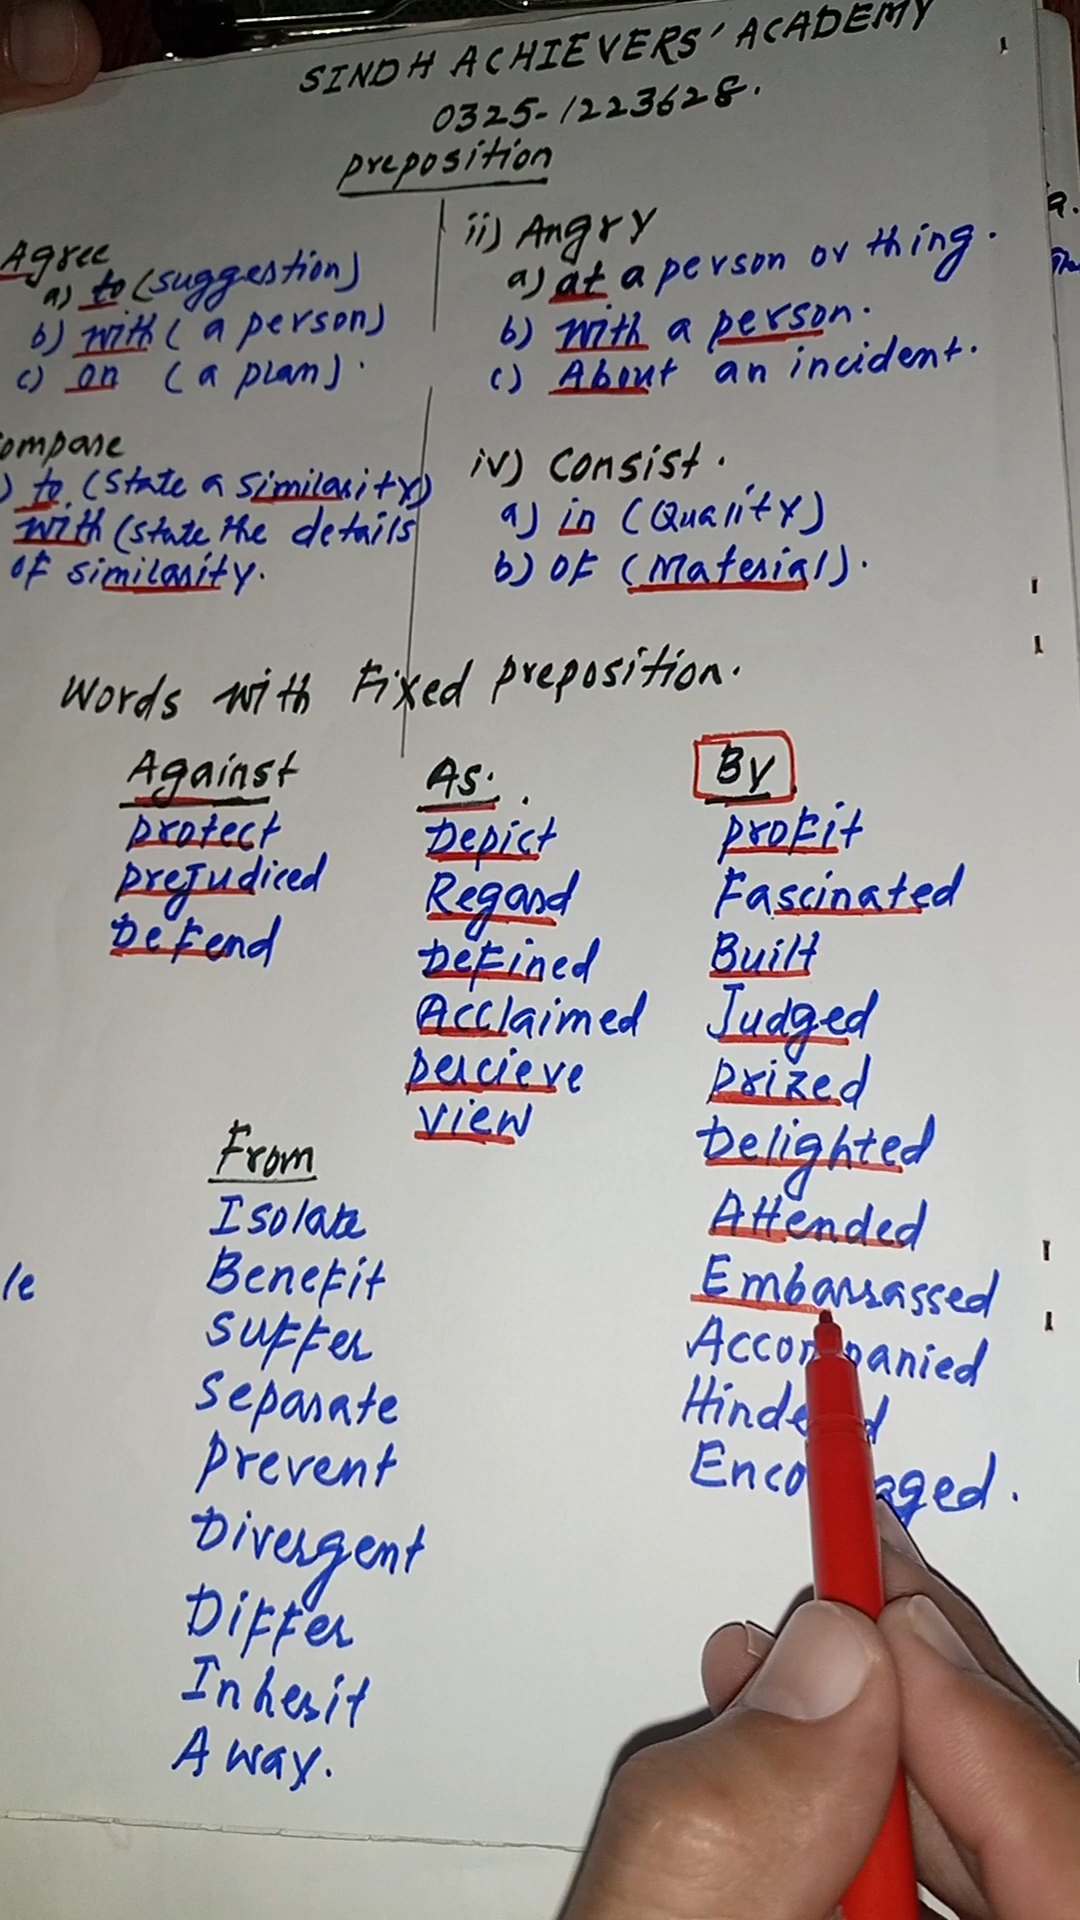 SINDH ACHIEVERS' ACADEMY
0325-1223628.
preposition
Agree
a) to (suggestion)
b) with ( a person)
c) on ( a plan).
ii) Angry
a) at a person or thing.
b) with a person.
c) About an incident.
ompare
) to (state a similarity)
with (state the details
of similarity.
iv) Consist.
a) in (Quality)
b) of (Material).
Words with Fixed preposition.
Against
protect
prejudiced
Defend
As.
Depict
Regard
Defined
Acclaimed
percieve
view
By
profit
Fascinated
Built
Judged
prized
Delighted
Attended
Embarrassed
From
Isolate
Benefit
Suffer
Separate
prevent
Divergent
Differ
Inherit
Away.
le